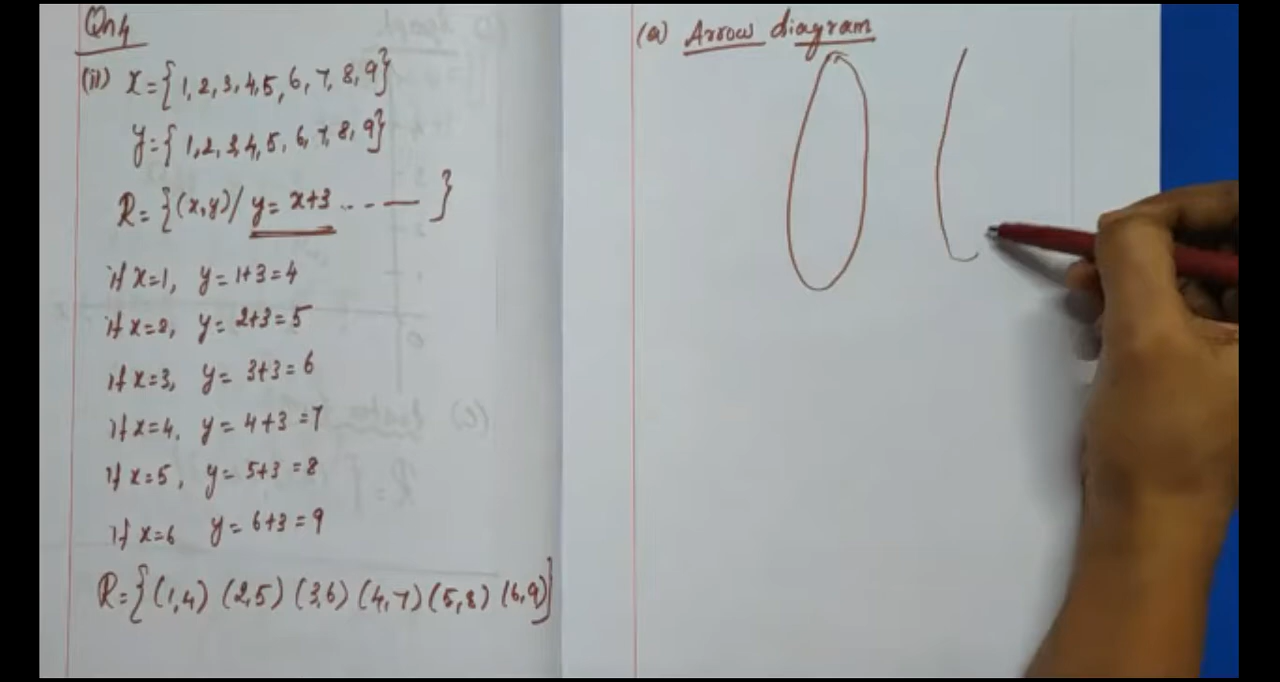 Qn 4
(ii) X={1,2,3,4,5,6,7,8,9}
y={1,2,3,4,5,6,7,8,9}
R={(x,y)/ y=x+3 ..-- }
if x=1, y=1+3=4
if x=2, y=2+3=5
if x=3, y=3+3=6
if x=4, y=4+3=7
if x=5, y=5+3=8
if x=6 y=6+3=9
R={(1,4) (2,5) (3,6) (4,7) (5,8) (6,9)}
(a) Arrow diagram